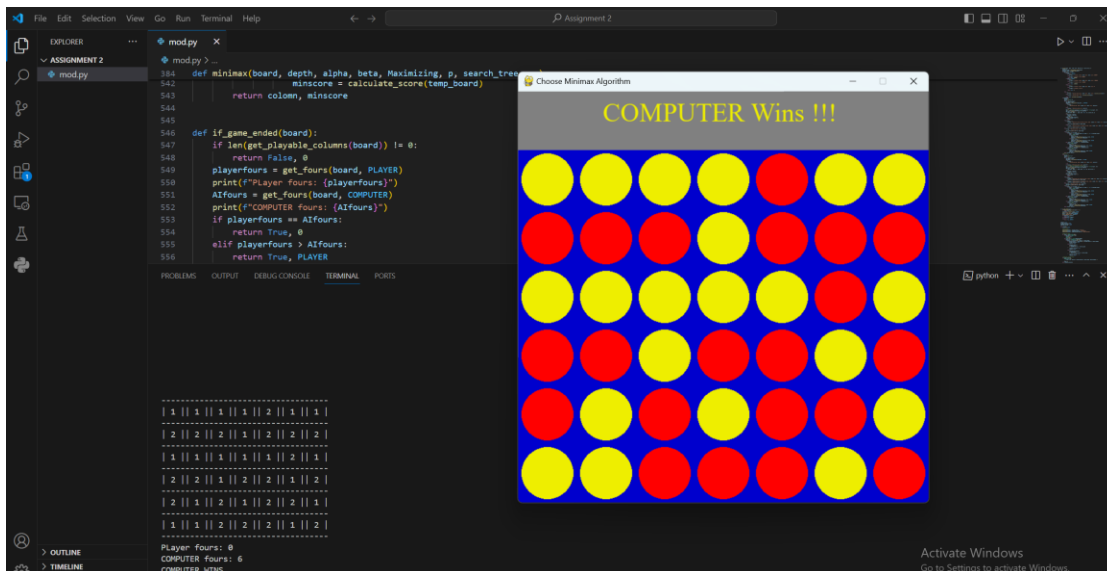 File Edit Selection View Go Run Terminal Help
Assignment 2
EXPLORER
mod.py
ASSIGNMENT 2
mod.py
mod.py > ...
384 def minimax(board, depth, alpha, beta, Maximizing, p, search_tree
542 minscore = calculate_score(temp_board)
543 return colomn, minscore
544
545
546 def if_game_ended(board):
547 if len(get_playable_columns(board)) != 0:
548 return False, 0
549 playerfours = get_fours(board, PLAYER)
550 print(f"PLayer fours: {playerfours}")
551 AIfours = get_fours(board, COMPUTER)
552 print(f"COMPUTER fours: {AIfours}")
553 if playerfours == AIfours:
554 return True, 0
555 elif playerfours > AIfours:
556 return True, PLAYER
PROBLEMS OUTPUT DEBUG CONSOLE TERMINAL PORTS
python
Choose Minimax Algorithm
COMPUTER Wins !!!
-----------------------------------
| 1 || 1 || 1 || 1 || 2 || 1 || 1 |
-----------------------------------
| 2 || 2 || 2 || 1 || 2 || 2 || 2 |
-----------------------------------
| 1 || 1 || 1 || 1 || 1 || 2 || 1 |
-----------------------------------
| 2 || 2 || 1 || 2 || 2 || 1 || 2 |
-----------------------------------
| 2 || 1 || 2 || 1 || 2 || 2 || 1 |
-----------------------------------
| 1 || 1 || 2 || 2 || 2 || 1 || 2 |
-----------------------------------
PLayer fours: 0
COMPUTER fours: 6
COMPUTER WINS
1
OUTLINE
TIMELINE
Activate Windows
Go to Settings to activate Windows.